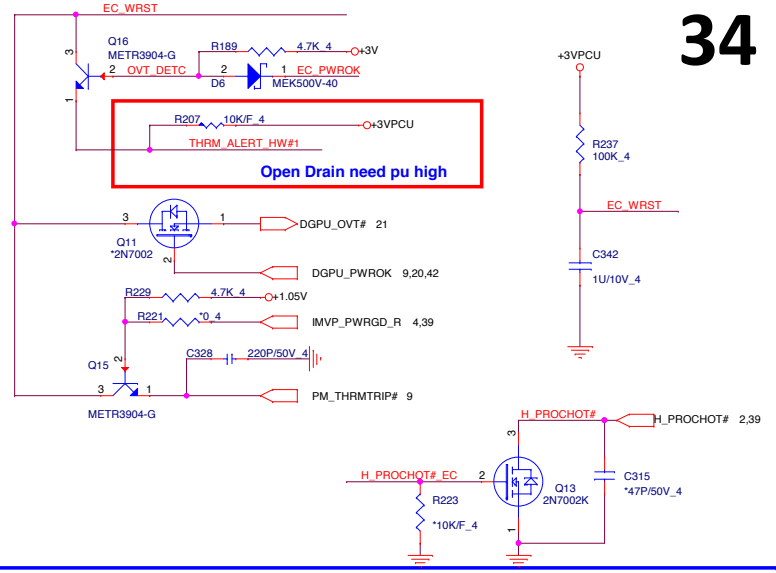 EC_WRST
34
3
Q16
METR3904-G
R189
4.7K_4
+3V
2
OVT_DETC
2
1
EC_PWROK
D6
MEK500V-40
1
R207
10K/F_4
+3VPCU
THRM_ALERT_HW#1
Open Drain need pu high
+3VPCU
R237
100K_4
EC_WRST
C342
1U/10V_4
3
1
DGPU_OVT# 21
Q11
*2N7002
2
DGPU_PWROK 9,20,42
R229
4.7K_4
+1.05V
R221
*0_4
IMVP_PWRGD_R 4,39
Q15
2
C328
220P/50V_4
3
1
PM_THRMTRIP# 9
METR3904-G
H_PROCHOT#
H_PROCHOT# 2,39
3
H_PROCHOT#_EC
2
Q13
2N7002K
C315
*47P/50V_4
R223
*10K/F_4
1